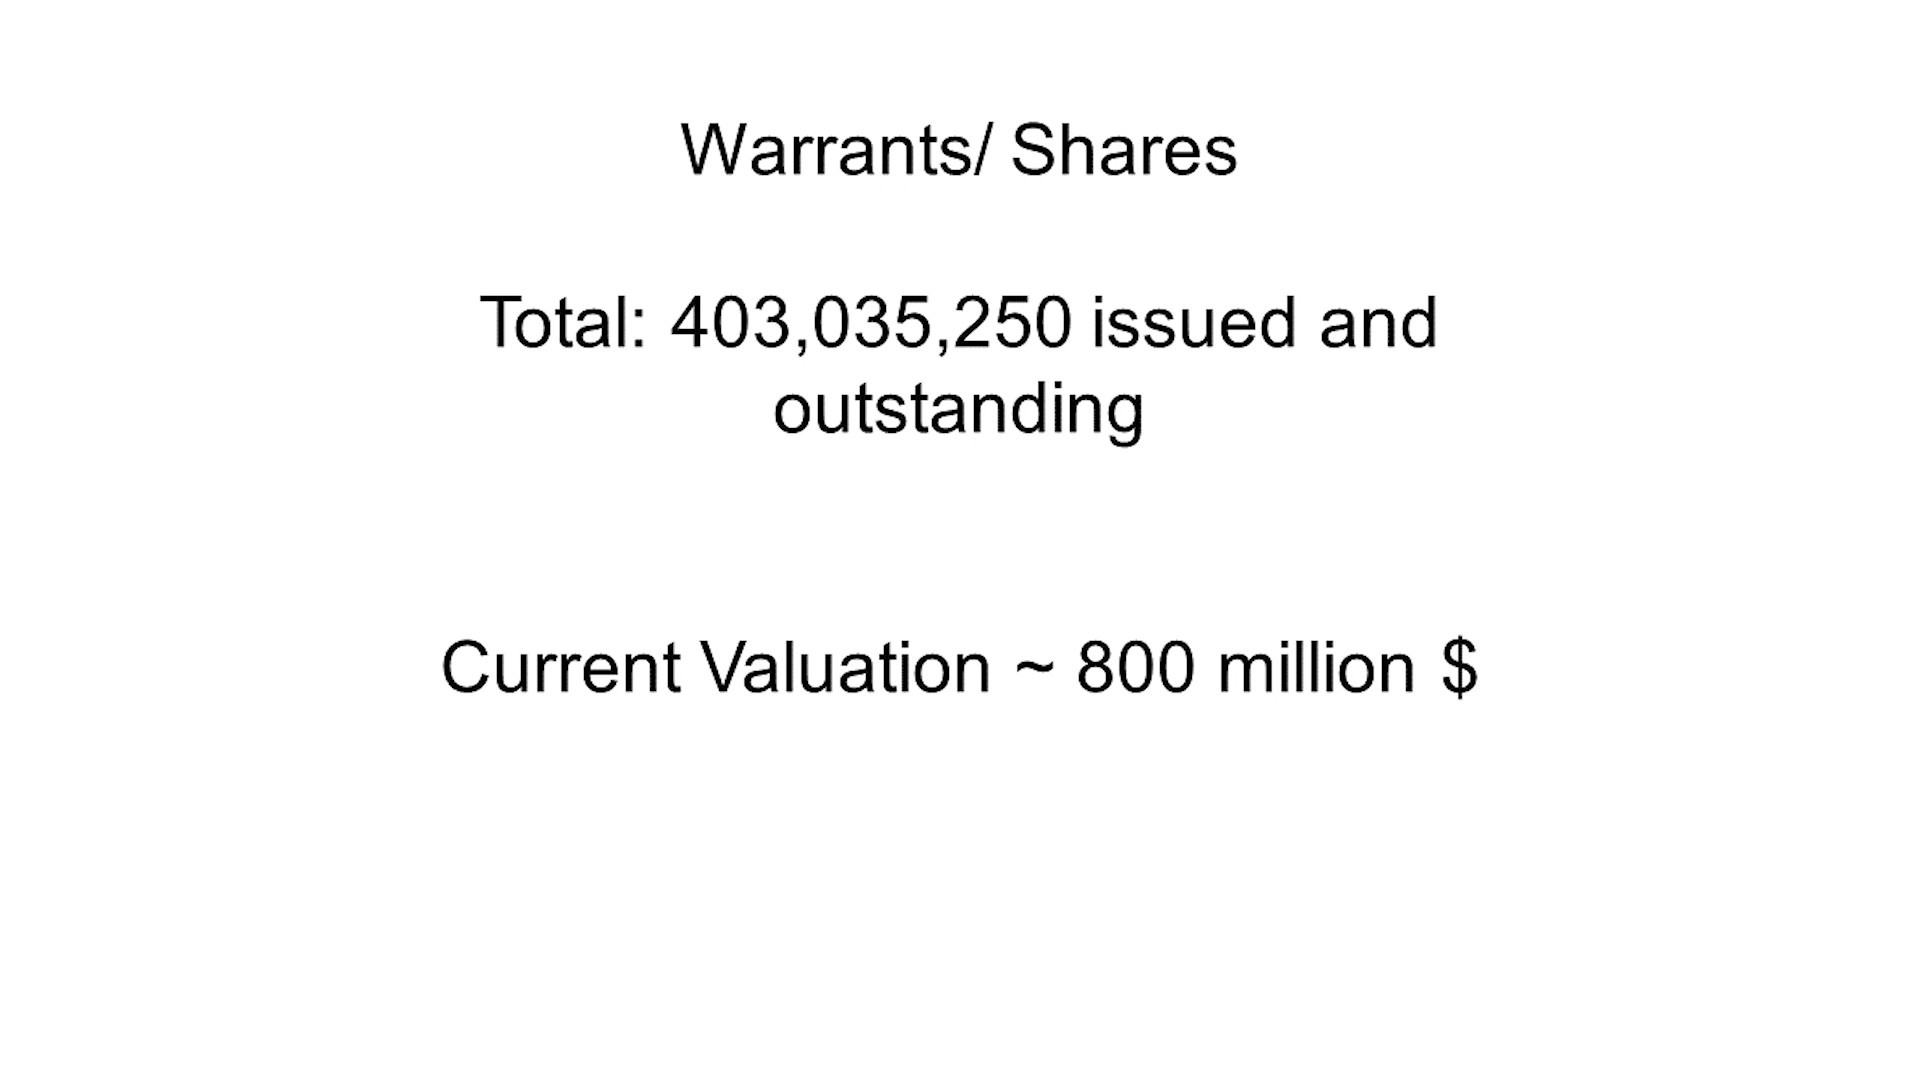 Warrants/ Shares
Total: 403,035,250 issued and
outstanding
Current Valuation ~ 800 million $